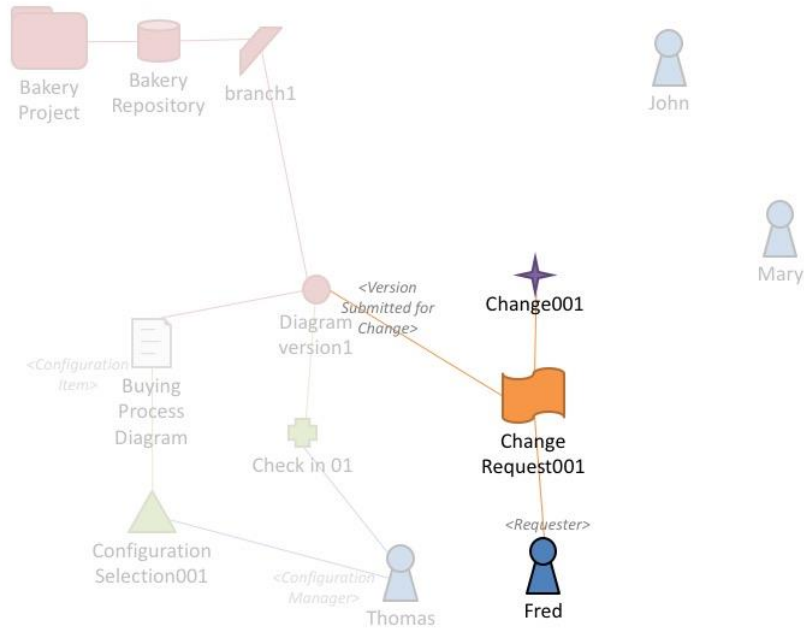 Bakery
Project
Bakery
Repository
branch1
John
Mary
<Version
Submitted for
Change>
Change001
Diagram
version1
<Configuration
Item>
Buying
Process
Diagram
Check in 01
Change
Request001
<Requester>
Configuration
Selection001
<Configuration
Manager>
Thomas
Fred